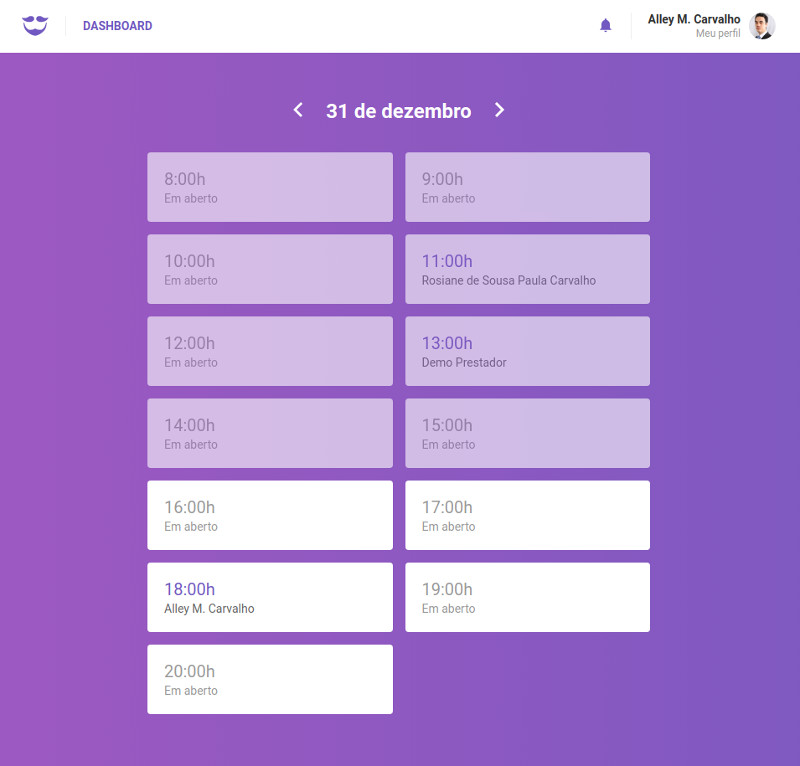 DASHBOARD
Alley M. Carvalho
Meu perfil
31 de dezembro
8:00h
Em aberto
9:00h
Em aberto
10:00h
Em aberto
11:00h
Rosiane de Sousa Paula Carvalho
12:00h
Em aberto
13:00h
Demo Prestador
14:00h
Em aberto
15:00h
Em aberto
16:00h
Em aberto
17:00h
Em aberto
18:00h
Alley M. Carvalho
19:00h
Em aberto
20:00h
Em aberto